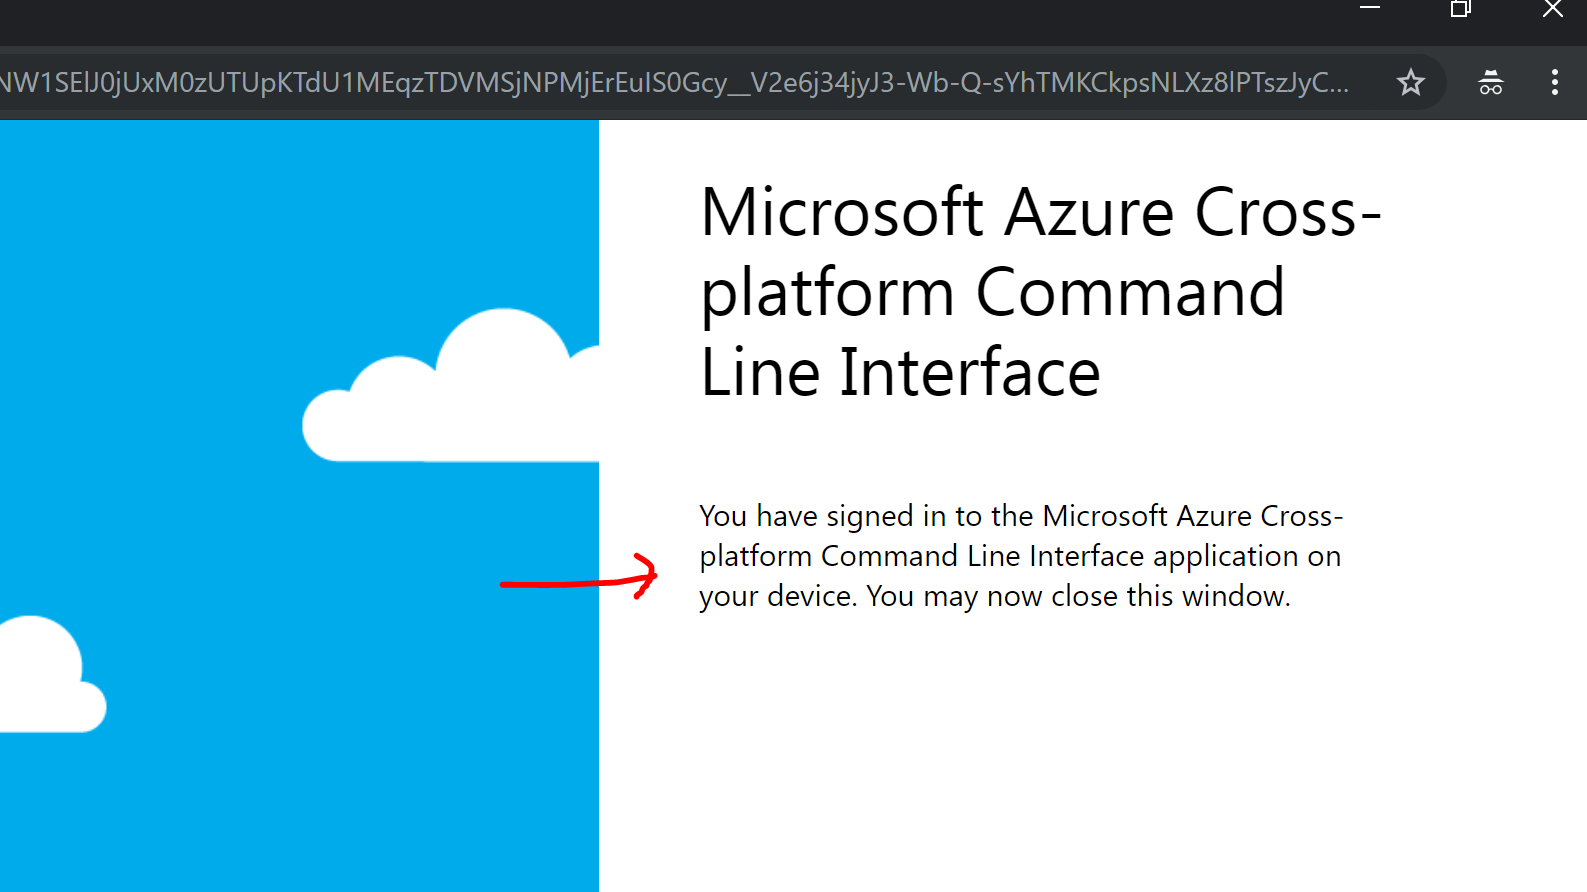 NW1SElJ0jUxM0zUTUpKTdU1MEqzTDVMSjNPMjErEuIS0Gcy__V2e6j34jyJ3-Wb-Q-sYhTMKCkpsNLXz8lPTszJyC...
Microsoft Azure Cross-
platform Command
Line Interface
You have signed in to the Microsoft Azure Cross-
platform Command Line Interface application on
your device. You may now close this window.